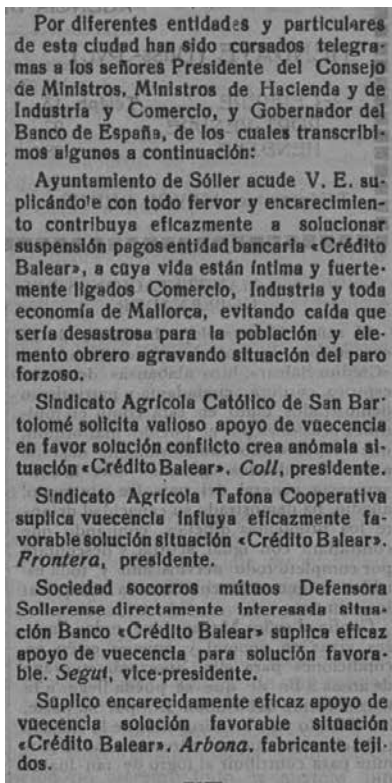 Por diferentes entidades y particulares
de esta ciudad han sido cursados telegra-
mas a los señores Presidente del Consejo
de Ministros, Ministros de Hacienda y de
Industria y Comercio, y Gobernador del
Banco de España, de los cuales transcribi-
mos algunos a continuación:
Ayuntamiento de Sóller acude V. E. su-
plicándole con todo fervor y encarecimien-
to contribuya eficazmente a solucionar
suspensión pagos entidad bancaria «Crédito
Balear», a cuya vida están íntima y fuerte-
mente ligados Comercio, Industria y toda
economía de Mallorca, evitando caída que
sería desastrosa para la población y ele-
mento obrero agravando situación del paro
forzoso.
Sindicato Agrícola Católico de San Bar-
tolomé solicita valioso apoyo de vuecencia
en favor solución conflicto crea anómala si-
tuación «Crédito Balear». Coll, presidente.
Sindicato Agrícola Tafona Cooperativa
suplica vuecencia influya eficazmente fa-
vorable solución situación «Crédito Balear».
Frontera, presidente.
Sociedad socorros mútuos Defensora
Sollerense directamente interesada situa-
ción Banco «Crédito Balear» suplica eficaz
apoyo de vuecencia para solución favora-
ble. Seguí, vice-presidente.
Suplico encarecidamente eficaz apoyo de
vuecencia solución favorable situación
«Crédito Balear». Arbona, fabricante teji-
dos.